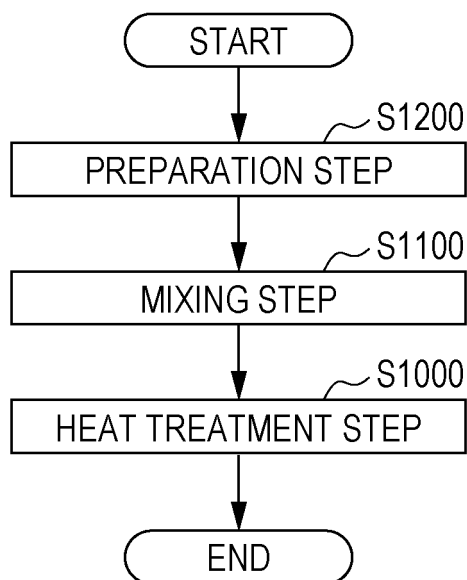 START
S1200
PREPARATION STEP
S1100
MIXING STEP
S1000
HEAT TREATMENT STEP
END